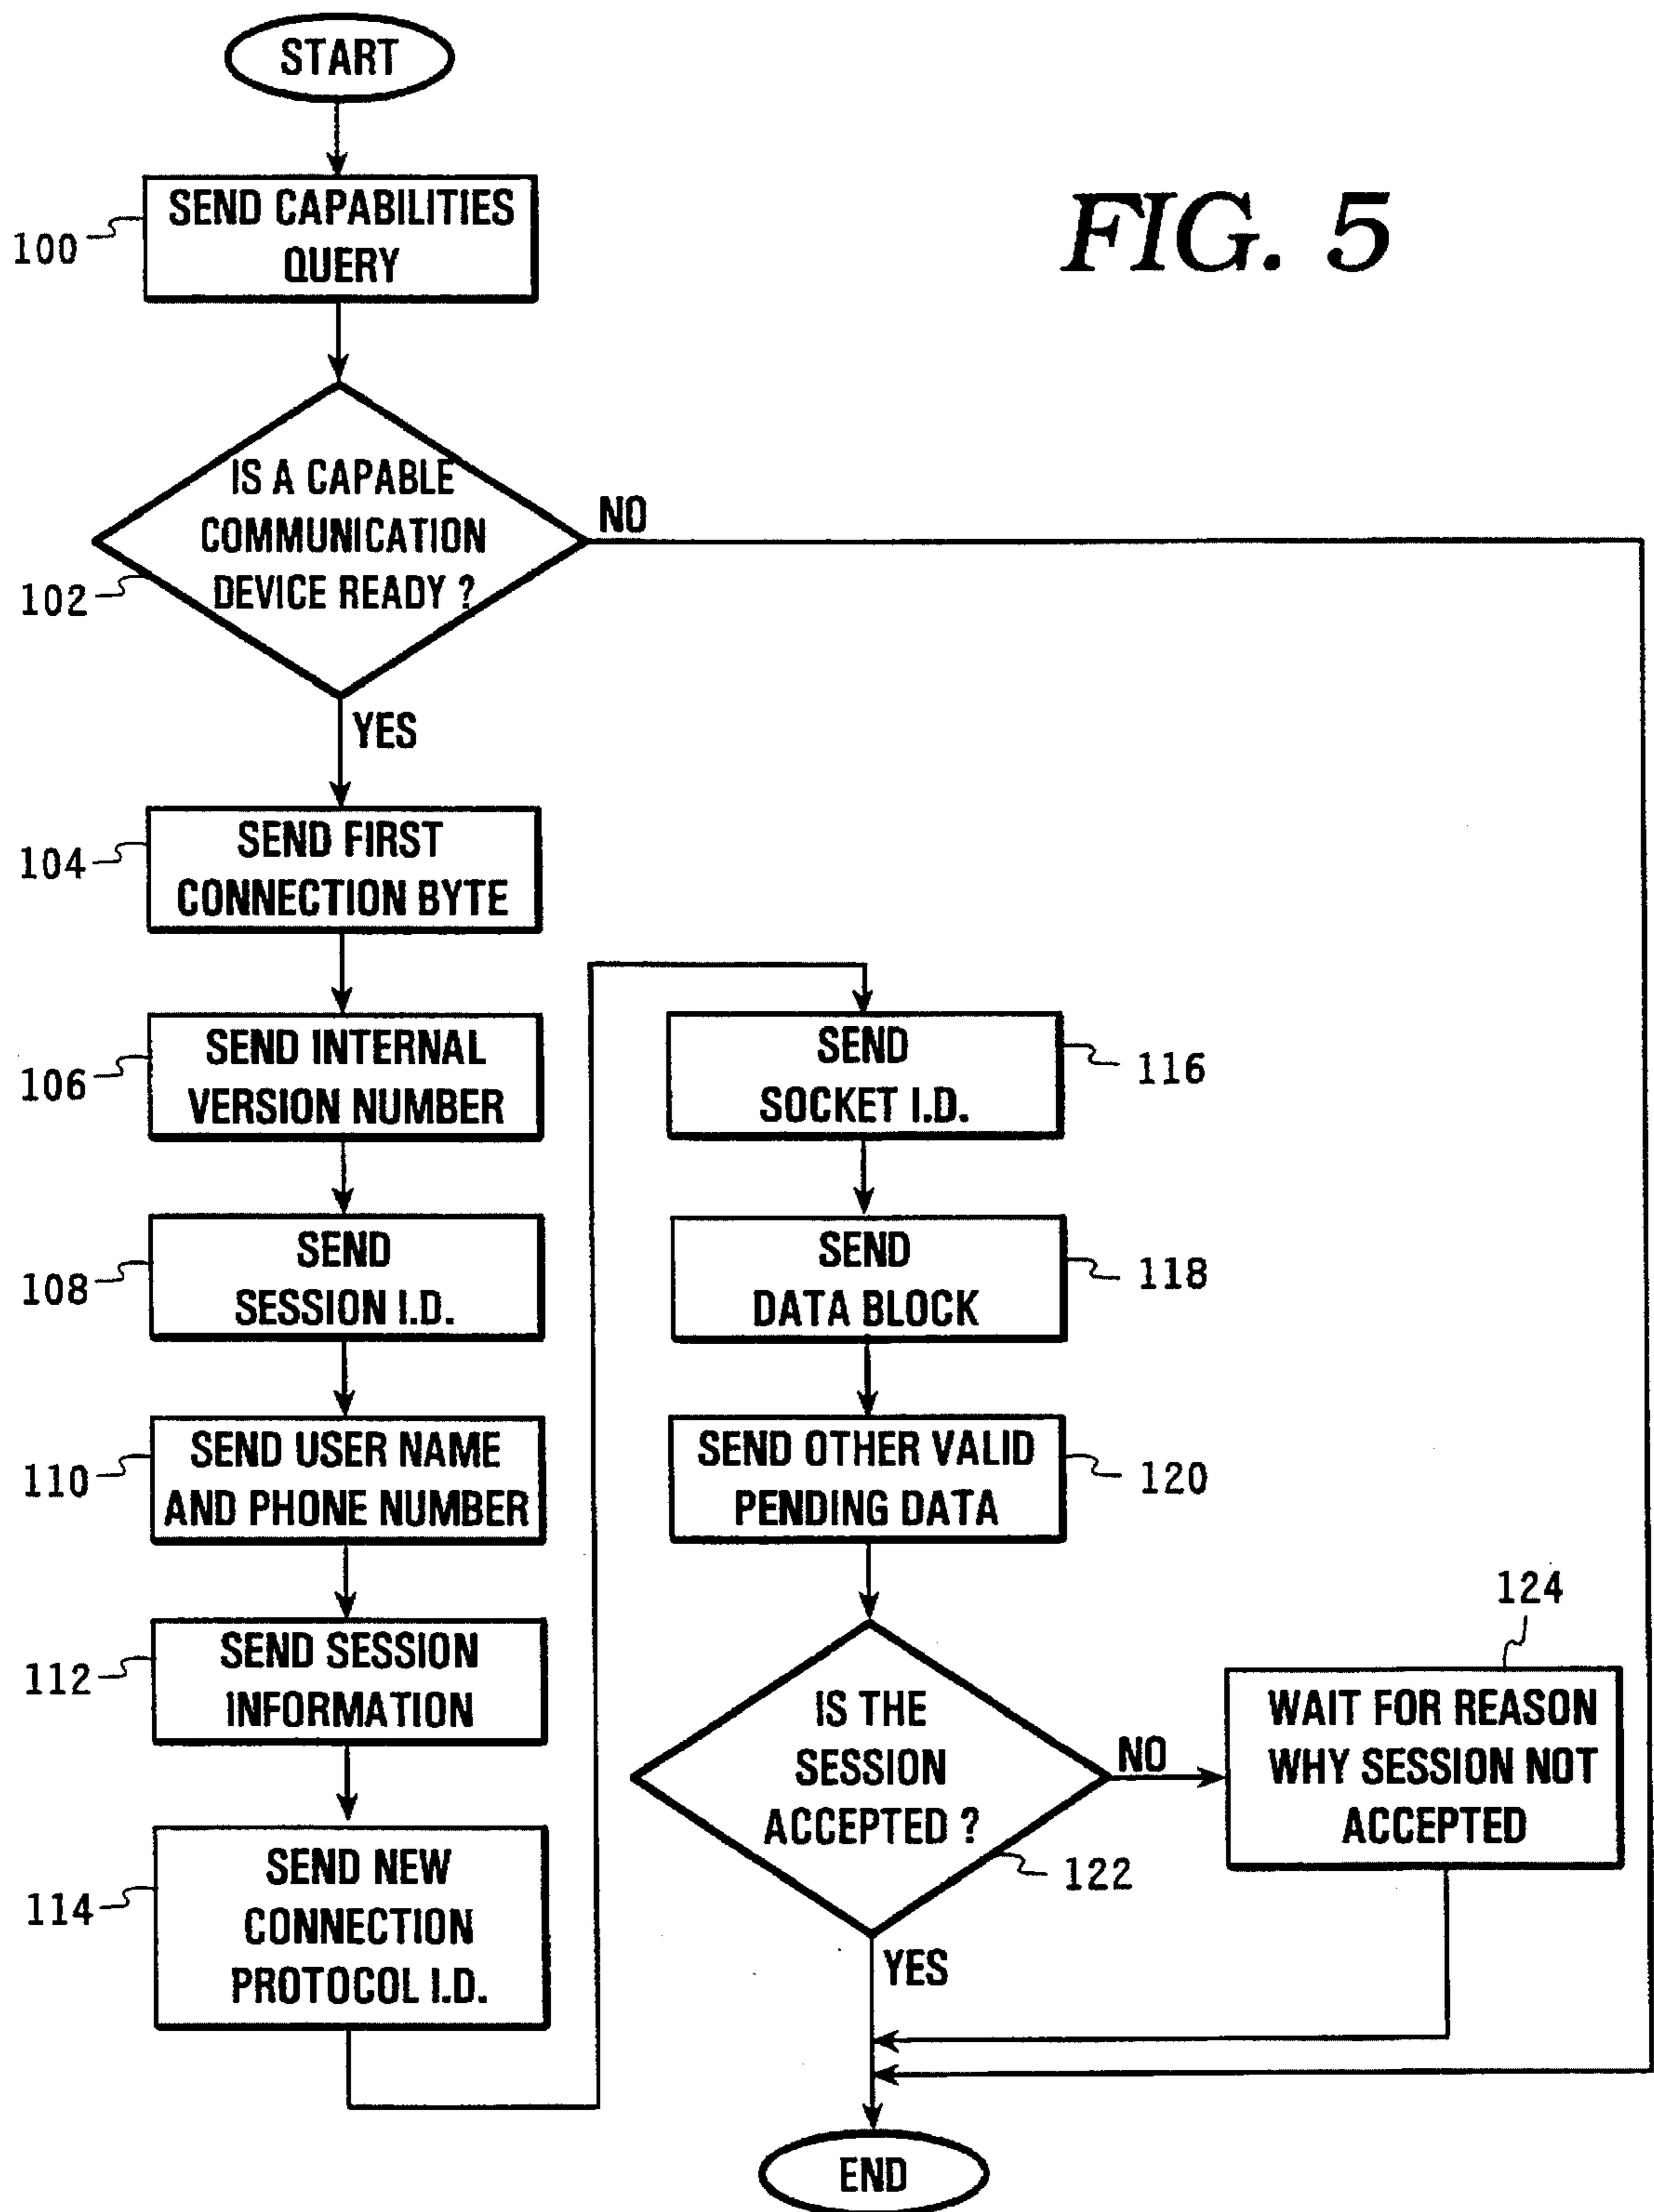 START
FIG. 5
SEND CAPABILITIES
QUERY
100
IS A CAPABLE
COMMUNICATION
DEVICE READY ?
102
NO
YES
SEND FIRST
CONNECTION BYTE
104
SEND INTERNAL
VERSION NUMBER
106
SEND
SESSION I.D.
108
SEND USER NAME
AND PHONE NUMBER
110
SEND SESSION
INFORMATION
112
SEND NEW
CONNECTION
PROTOCOL I.D.
114
SEND
SOCKET I.D.
116
SEND
DATA BLOCK
118
SEND OTHER VALID
PENDING DATA
120
IS THE
SESSION
ACCEPTED ?
122
NO
124
WAIT FOR REASON
WHY SESSION NOT
ACCEPTED
YES
END